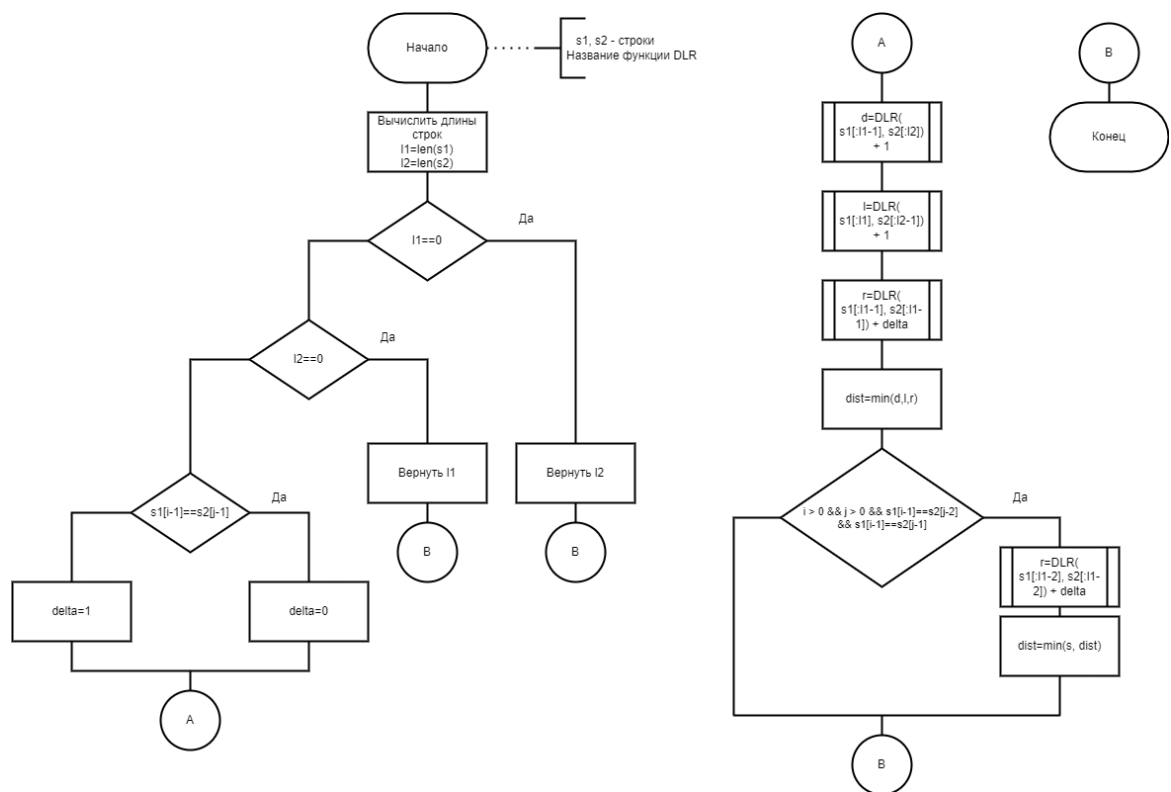 Начало
s1, s2 - строки
Название функции DLR
Вычислить длины
строк
l1=len(s1)
l2=len(s2)
l1==0
Да
l2==0
Да
Вернуть l1
Вернуть l2
s1[i-1]==s2[j-1]
Да
B
B
delta=1
delta=0
A
A
d=DLR(
s1[:l1-1], s2[:l2])
+ 1
l=DLR(
s1[:l1], s2[:l2-1])
+ 1
r=DLR(
s1[:l1-1], s2[:l1-
1]) + delta
dist=min(d,l,r)
i > 0 && j > 0 && s1[i-1]==s2[j-2]
&& s1[i-1]==s2[j-1]
Да
r=DLR(
s1[:l1-2], s2[:l1-
2]) + delta
dist=min(s, dist)
B
B
Конец